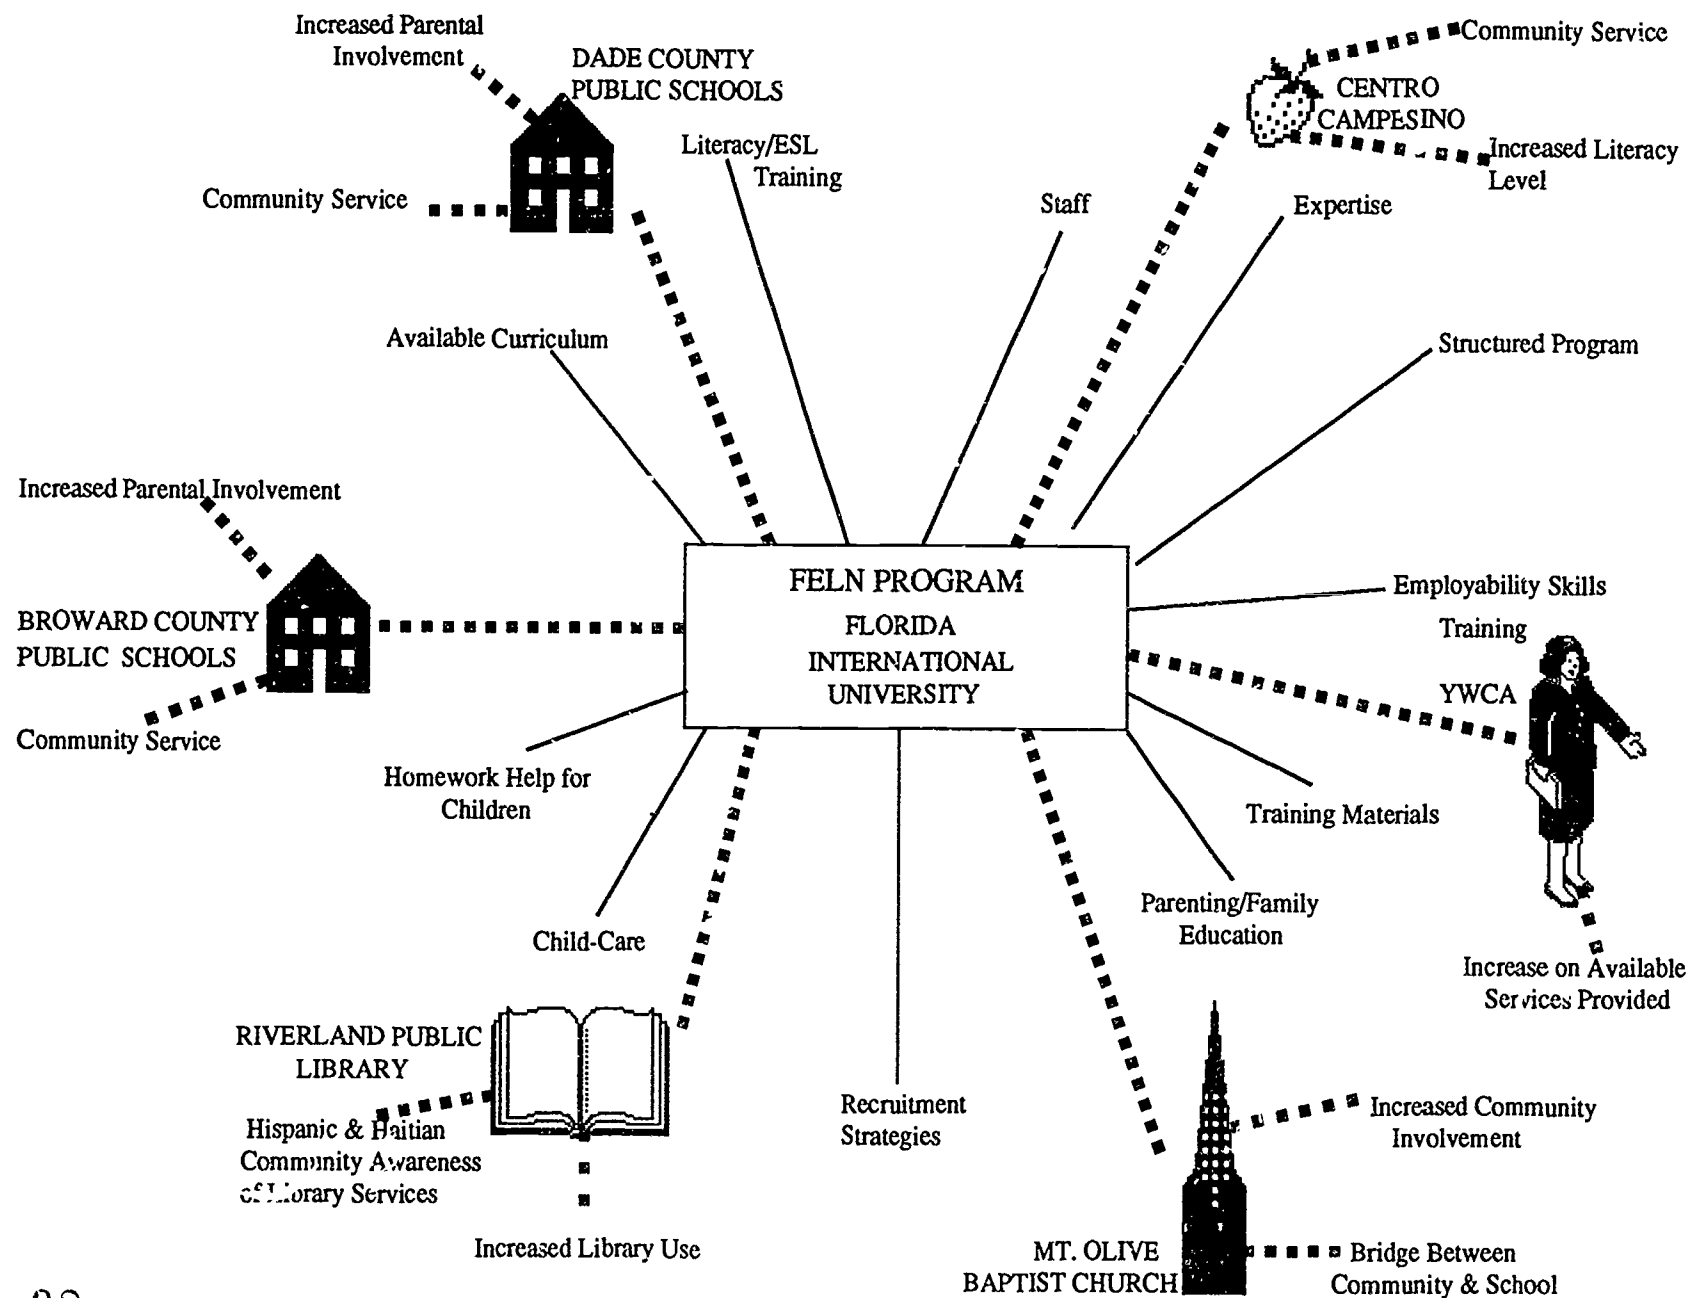 Increased Parental
Involvement
DADE COUNTY
PUBLIC SCHOOLS
Community Service
Literacy/ESL
Training
Available Curriculum
Staff
Community Service
CENTRO
CAMPESINO
Increased Literacy
Level
Expertise
Structured Program
Increased Parental Involvement
BROWARD COUNTY
PUBLIC SCHOOLS
Community Service
FELN PROGRAM
FLORIDA
INTERNATIONAL
UNIVERSITY
Employability Skills
Training
YWCA
Increase on Available
Services Provided
Homework Help for
Children
Child-Care
Training Materials
Parenting/Family
Education
RIVERLAND PUBLIC
LIBRARY
Hispanic & Haitian
Community Awareness
of Library Services
Increased Library Use
Recruitment
Strategies
Increased Community
Involvement
MT. OLIVE
BAPTIST CHURCH
Bridge Between
Community & School